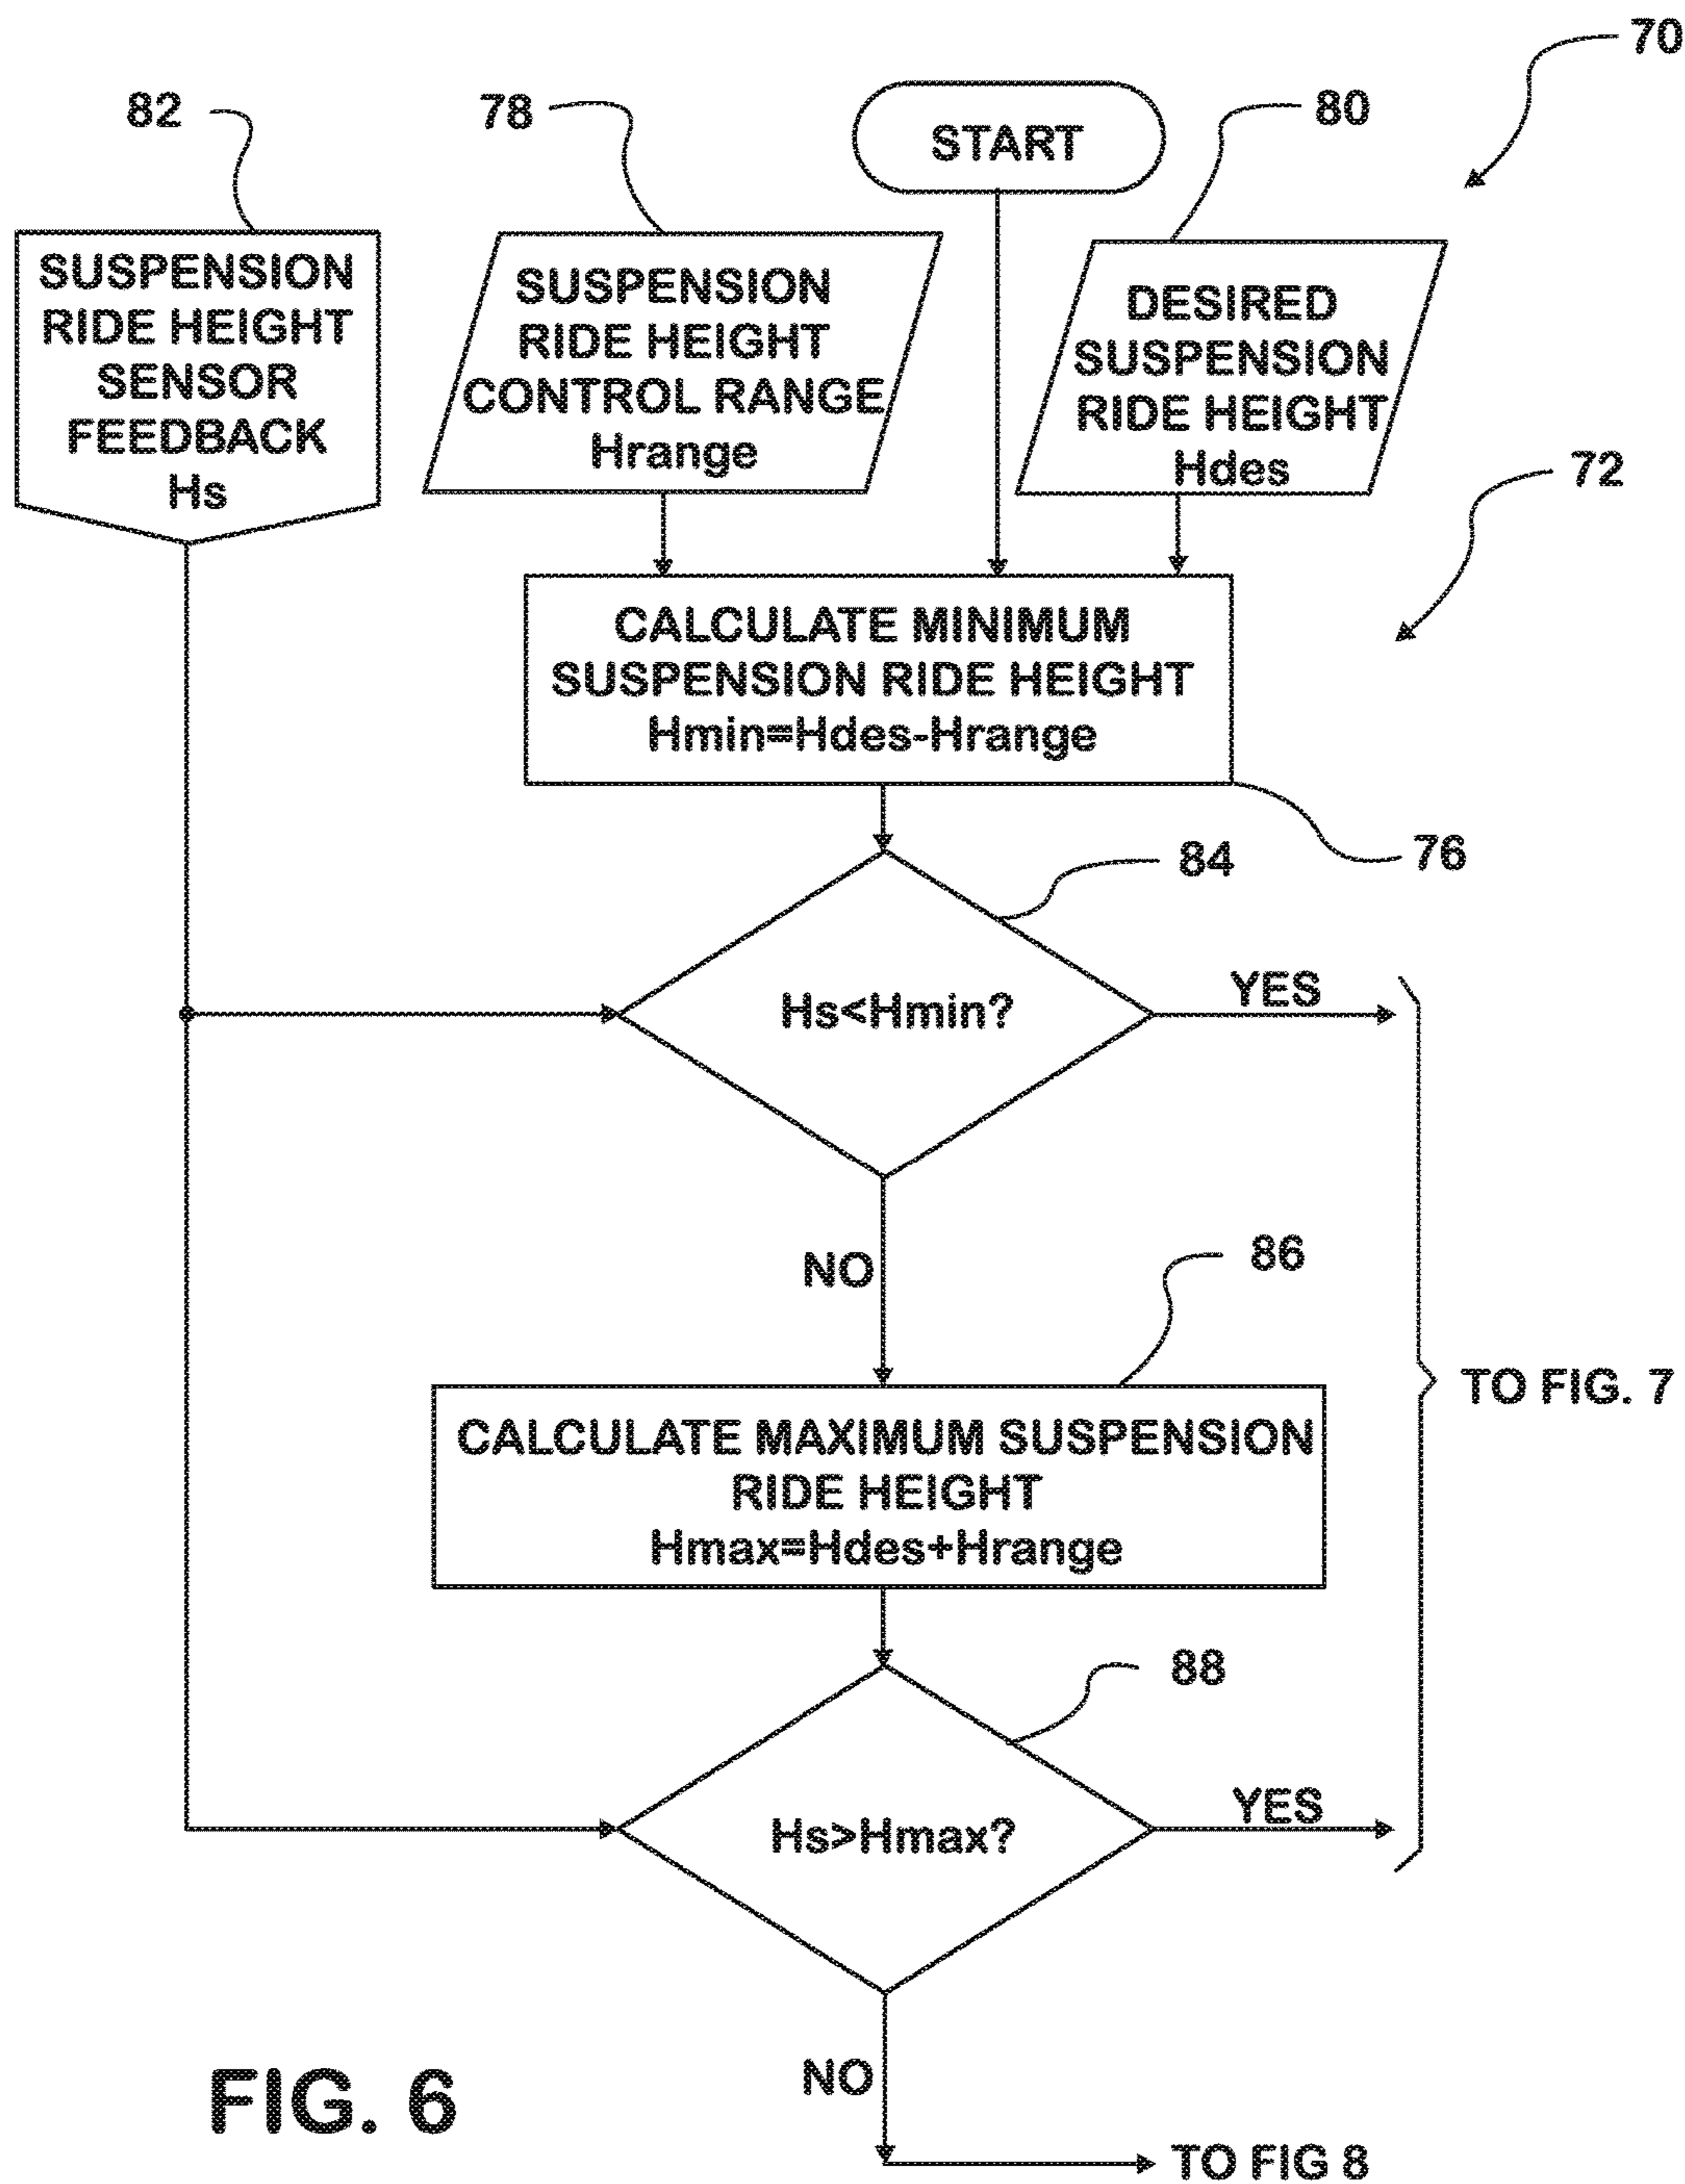 70
82
78
START
80
SUSPENSION
RIDE HEIGHT
SENSOR
FEEDBACK
Hs
SUSPENSION
RIDE HEIGHT
CONTROL RANGE
Hrange
DESIRED
SUSPENSION
RIDE HEIGHT
Hdes
72
CALCULATE MINIMUM
SUSPENSION RIDE HEIGHT
Hmin=Hdes-Hrange
76
84
Hs<Hmin?
YES
NO
86
TO FIG. 7
CALCULATE MAXIMUM SUSPENSION
RIDE HEIGHT
Hmax=Hdes+Hrange
88
Hs>Hmax?
YES
NO
TO FIG 8
FIG. 6